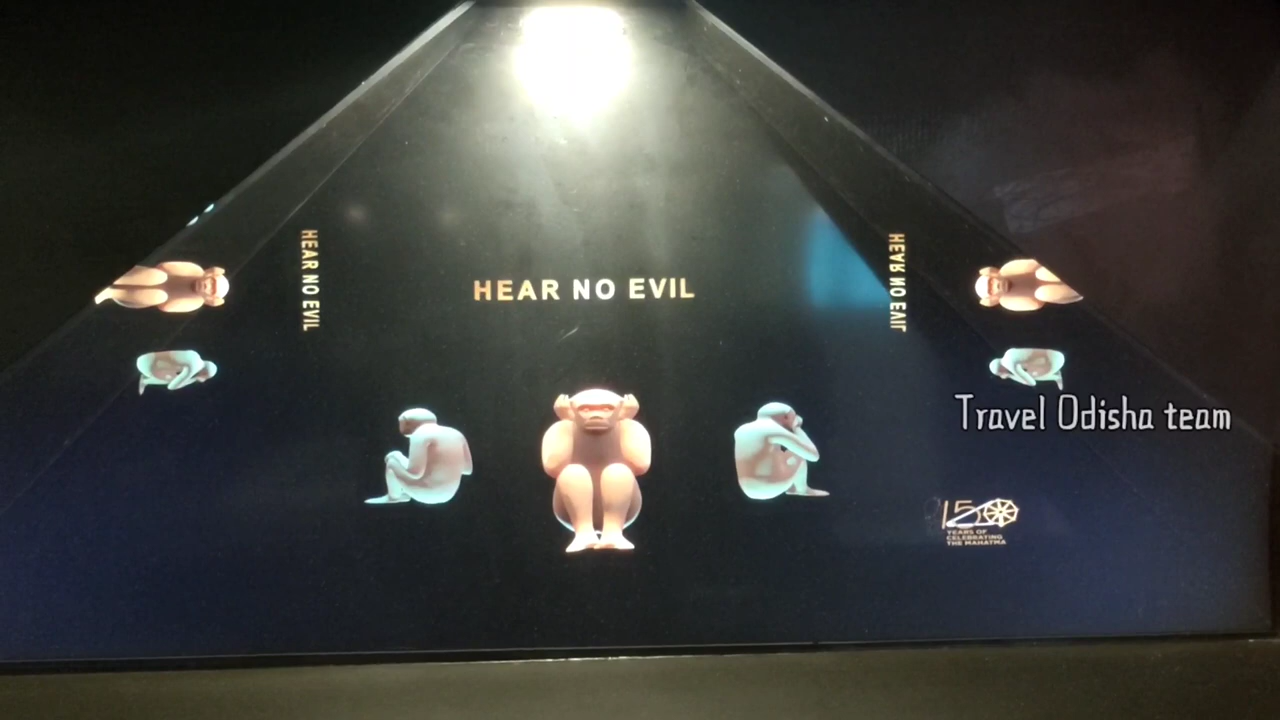 HEAR NO EVIL
HEAR NO EVIL
HEAR NO EVIL
Travel Odisha team
150
YEARS OF
CELEBRATING
THE MAHATMA